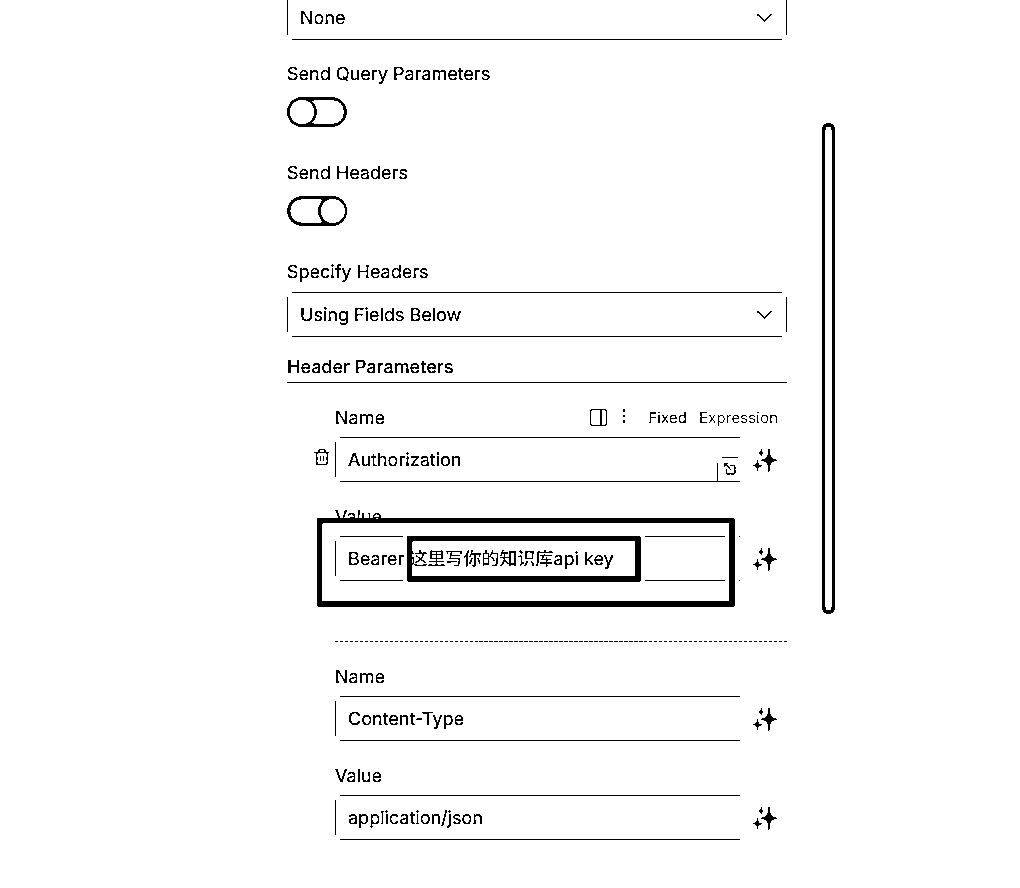 None
Send Query Parameters
Send Headers
Specify Headers
Using Fields Below
Header Parameters
Name
Fixed Expression
Authorization
Value
Bearer 这里写你的知识库api key
Name
Content-Type
Value
application/json